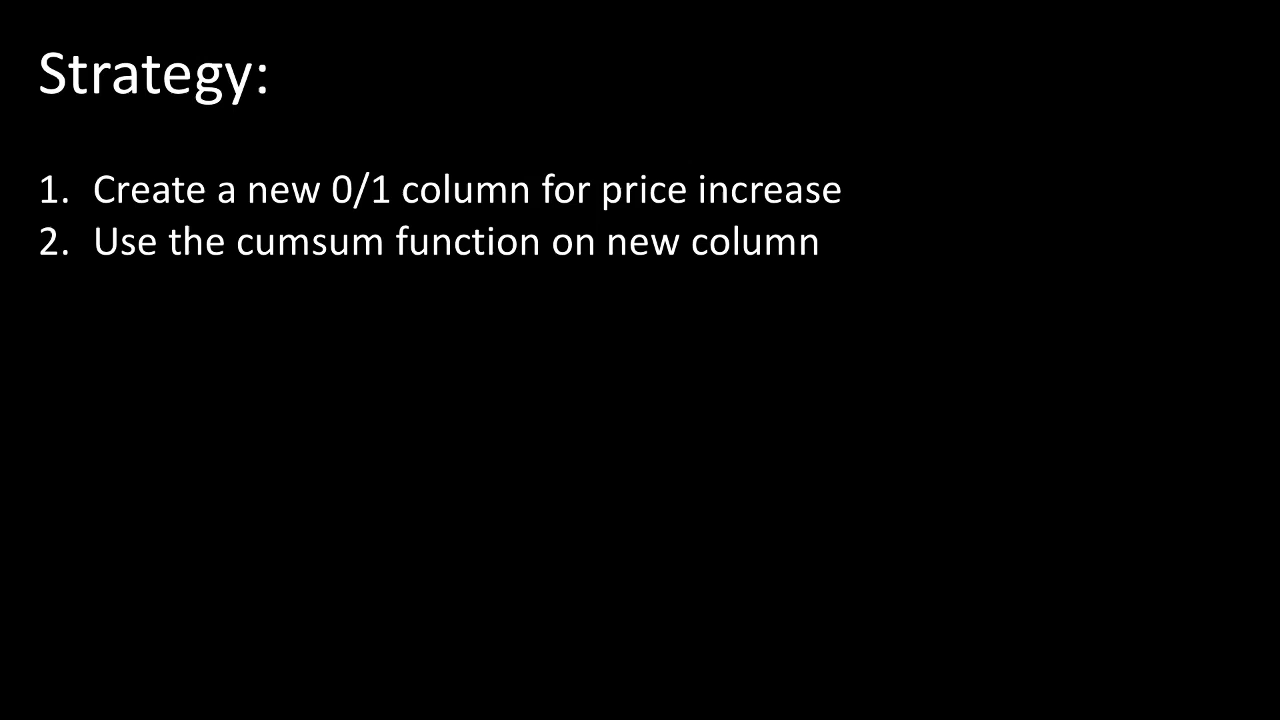 Strategy:
1. Create a new 0/1 column for price increase
2. Use the cumsum function on new column